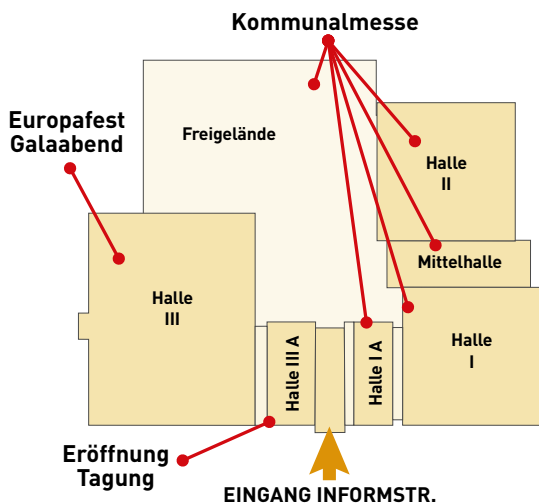 Kommunalmesse
Europafest
Galaabend
Freigelände
Halle
II
Mittelhalle
Halle
III
Halle III A
Halle I A
Halle
I
Eröffnung
Tagung
EINGANG INFORMSTR.